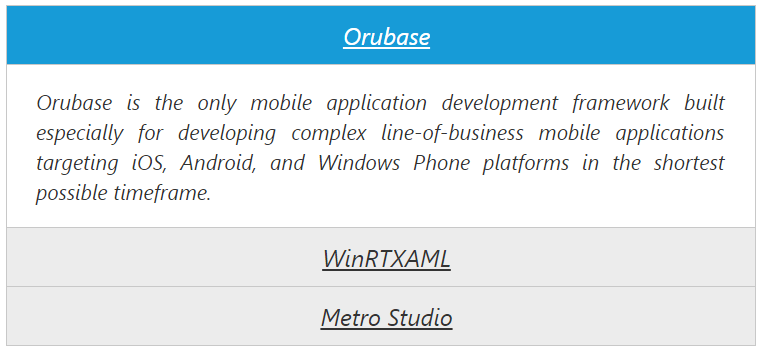 Orubase
Orubase is the only mobile application development framework built
especially for developing complex line-of-business mobile applications
targeting iOS, Android, and Windows Phone platforms in the shortest
possible timeframe.
WinRTXAML
Metro Studio